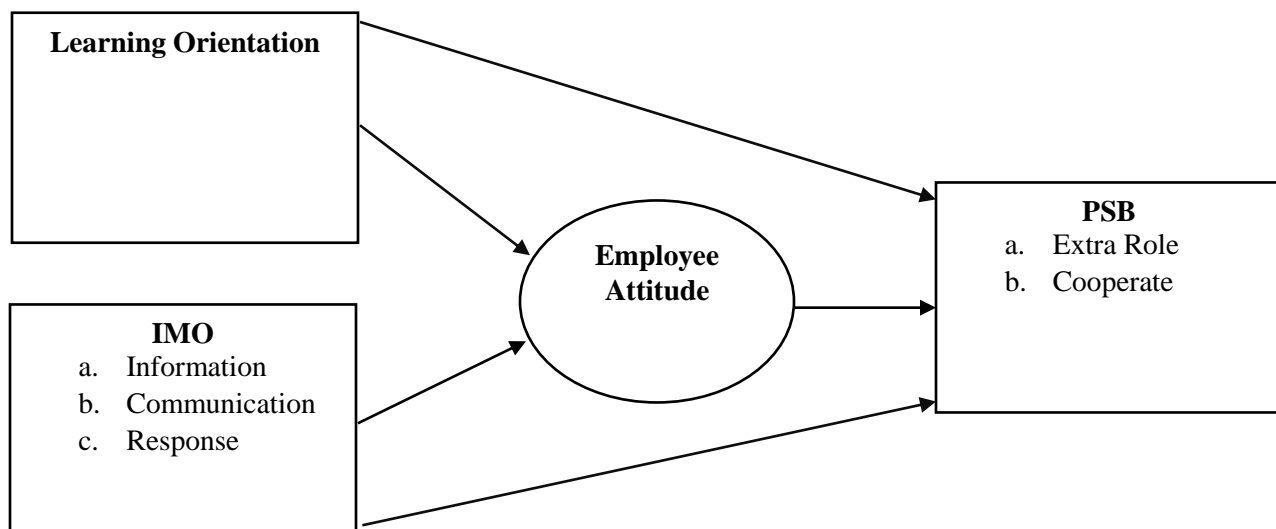 Learning Orientation
IMO
a. Information
b. Communication
c. Response
Employee
Attitude
PSB
a. Extra Role
b. Cooperate